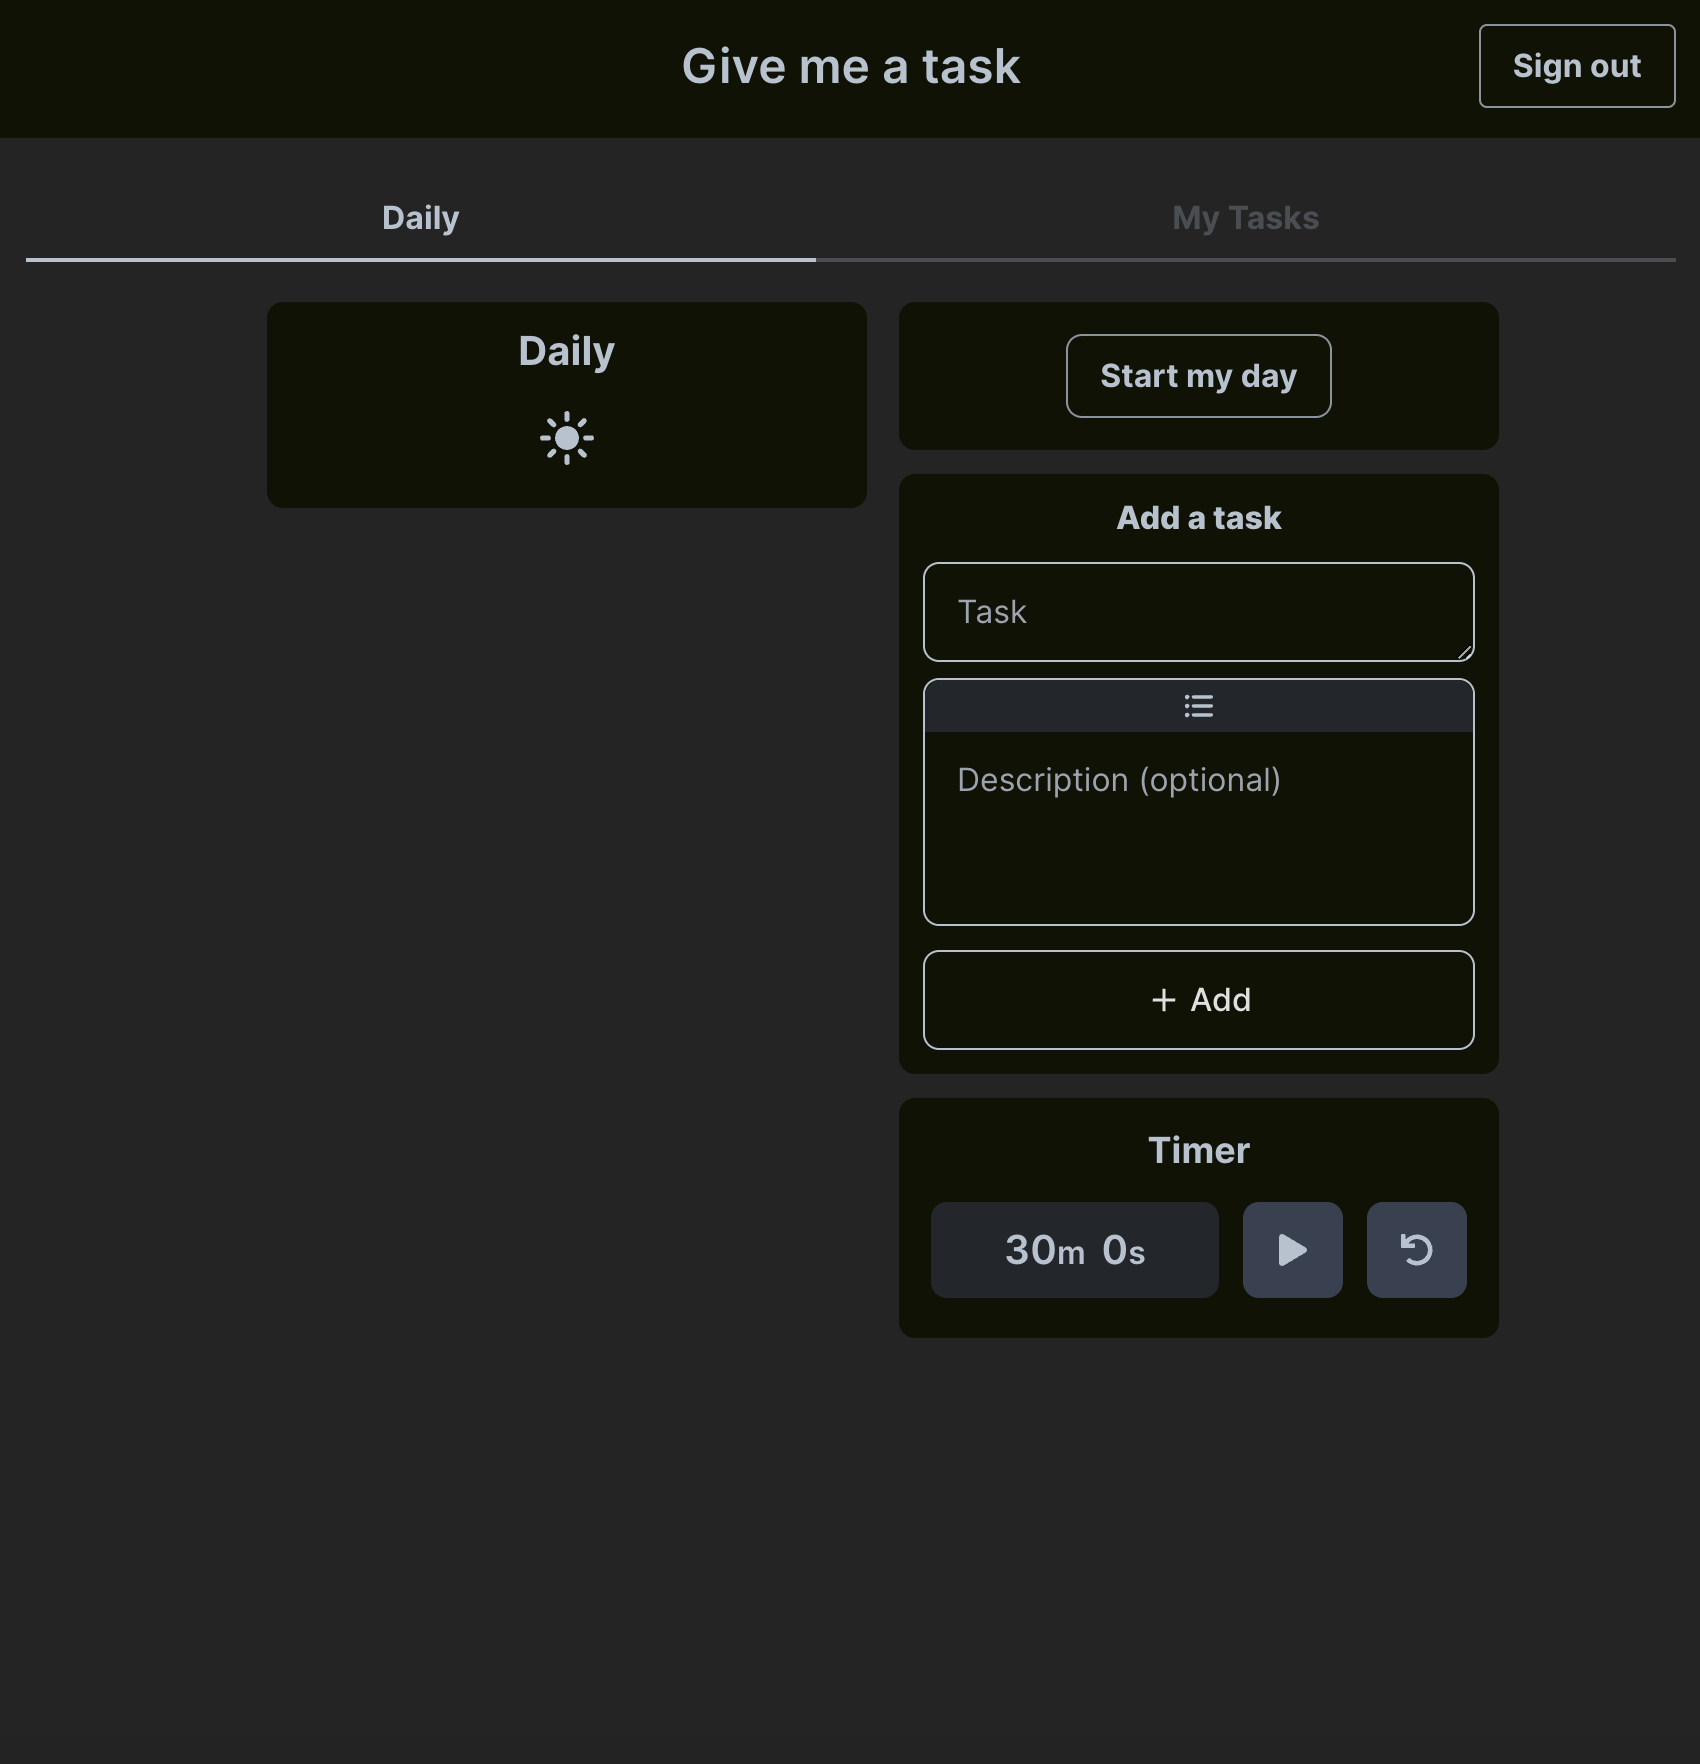 Give me a task
Sign out
Daily
My Tasks
Daily
Start my day
Add a task
Task
Description (optional)
+ Add
Timer
30m 0s